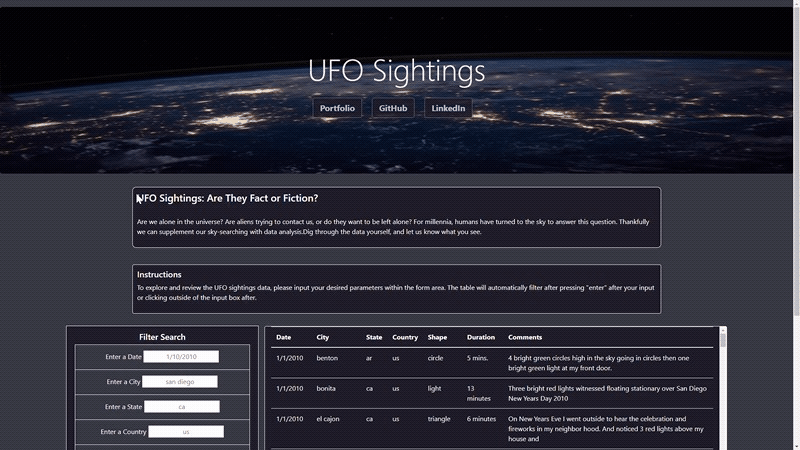 UFO Sightings
Portfolio GitHub LinkedIn
UFO Sightings: Are They Fact or Fiction?
Are we alone in the universe? Are aliens trying to contact us, or do they want to be left alone? For millennia, humans have turned to the sky to answer this question. Thankfully
we can supplement our sky-searching with data analysis.Dig through the data yourself, and let us know what you see.
Instructions
To explore and review the UFO sightings data, please input your desired parameters within the form area. The table will automatically filter after pressing "enter" after your input
or clicking outside of the input box after.
Filter Search
Enter a Date 1/10/2010
Enter a City san diego
Enter a State ca
Enter a Country us
Date City State Country Shape Duration Comments
1/1/2010 benton ar us circle 5 mins. 4 bright green circles high in the sky going in circles then one
bright green light at my front door.
1/1/2010 bonita ca us light 13 Three bright red lights witnessed floating stationary over San Diego
minutes New Years Day 2010
1/1/2010 el cajon ca us triangle 6 minutes On New Years Eve I went outside to hear the celebration and
fireworks in my neighbor hood. And noticed 3 red lights above my
house and